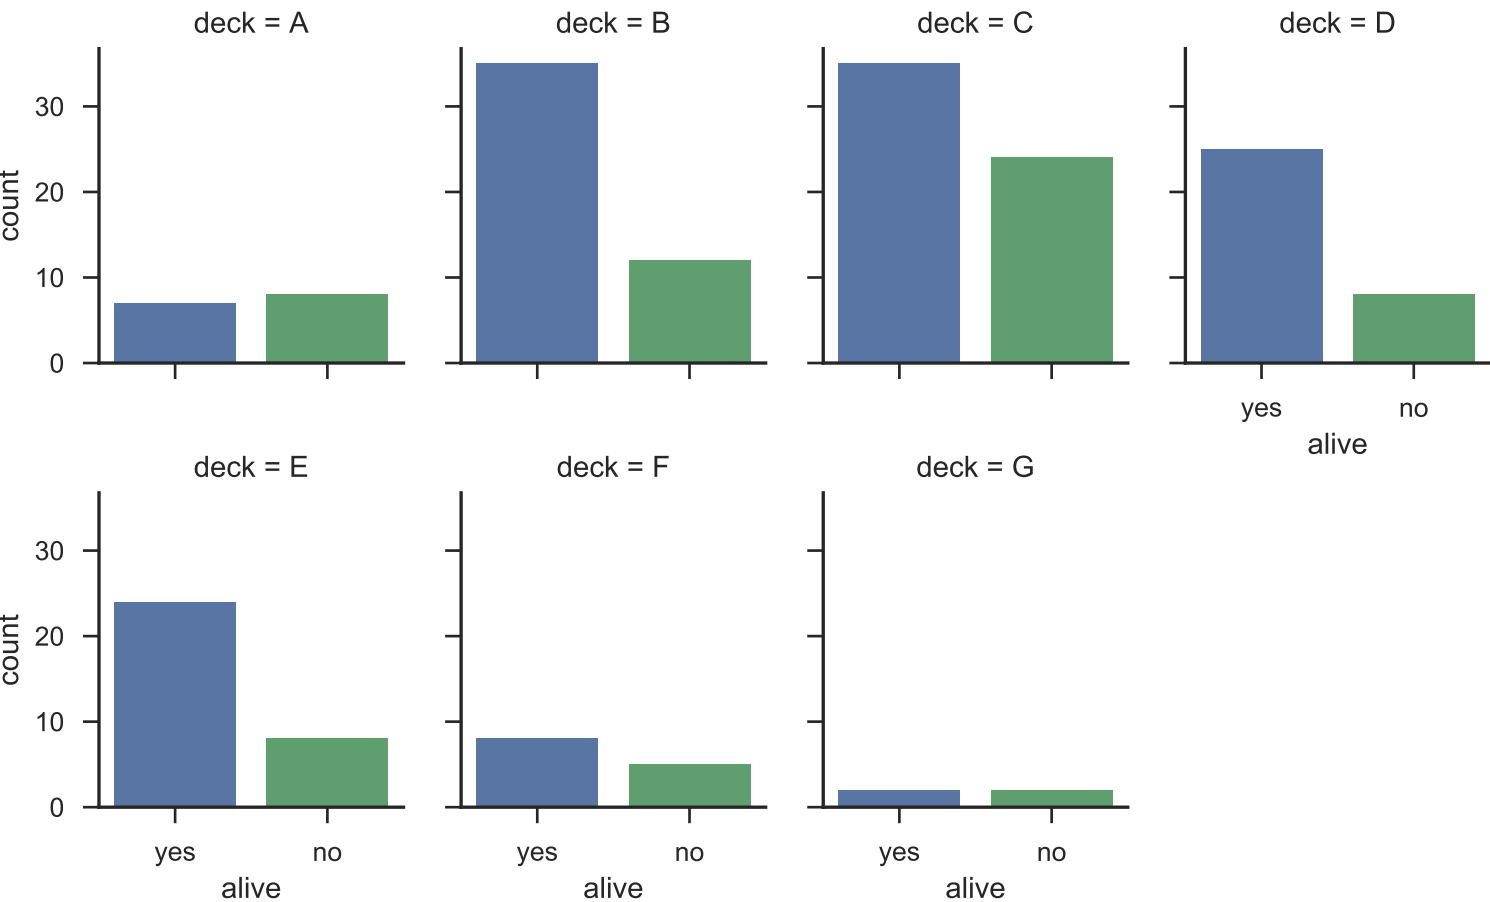 deck = A
deck = B
deck = C
deck = D
30
20
10
0
count
yes
no
alive
deck = E
deck = F
deck = G
30
20
10
0
count
yes
no
alive
yes
no
alive
yes
no
alive